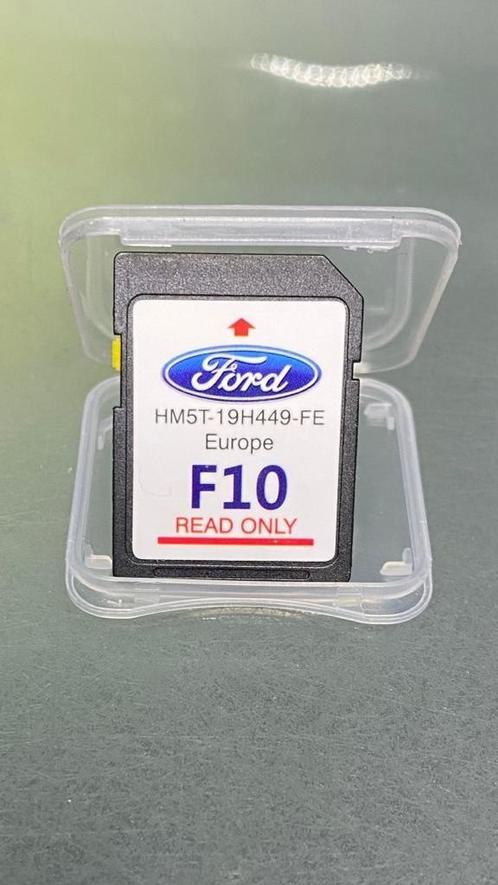 Ford
HM5T-19H449-FE
Europe
F10
READ ONLY